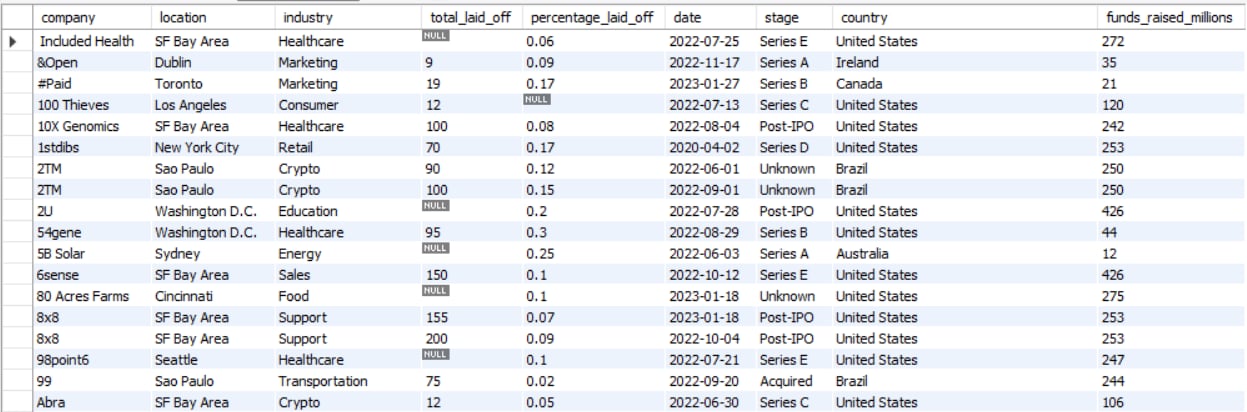 company location industry total_laid_off percentage_laid_off date stage country funds_raised_millions
Included Health SF Bay Area Healthcare NULL 0.06 2022-07-25 Series E United States 272
&Open Dublin Marketing 9 0.09 2022-11-17 Series A Ireland 35
#Paid Toronto Marketing 19 0.17 2023-01-27 Series B Canada 21
100 Thieves Los Angeles Consumer 12 NULL 2022-07-13 Series C United States 120
10X Genomics SF Bay Area Healthcare 100 0.08 2022-08-04 Post-IPO United States 242
1stdibs New York City Retail 70 0.17 2020-04-02 Series D United States 253
2TM Sao Paulo Crypto 90 0.12 2022-06-01 Unknown Brazil 250
2TM Sao Paulo Crypto 100 0.15 2022-09-01 Unknown Brazil 250
2U Washington D.C. Education NULL 0.2 2022-07-28 Post-IPO United States 426
54gene Washington D.C. Healthcare 95 0.3 2022-08-29 Series B United States 44
5B Solar Sydney Energy NULL 0.25 2022-06-03 Series A Australia 12
6sense SF Bay Area Sales 150 0.1 2022-10-12 Series E United States 426
80 Acres Farms Cincinnati Food NULL 0.1 2023-01-18 Unknown United States 275
8x8 SF Bay Area Support 155 0.07 2023-01-18 Post-IPO United States 253
8x8 SF Bay Area Support 200 0.09 2022-10-04 Post-IPO United States 253
98point6 Seattle Healthcare NULL 0.1 2022-07-21 Series E United States 247
99 Sao Paulo Transportation 75 0.02 2022-09-20 Acquired Brazil 244
Abra SF Bay Area Crypto 12 0.05 2022-06-30 Series C United States 106